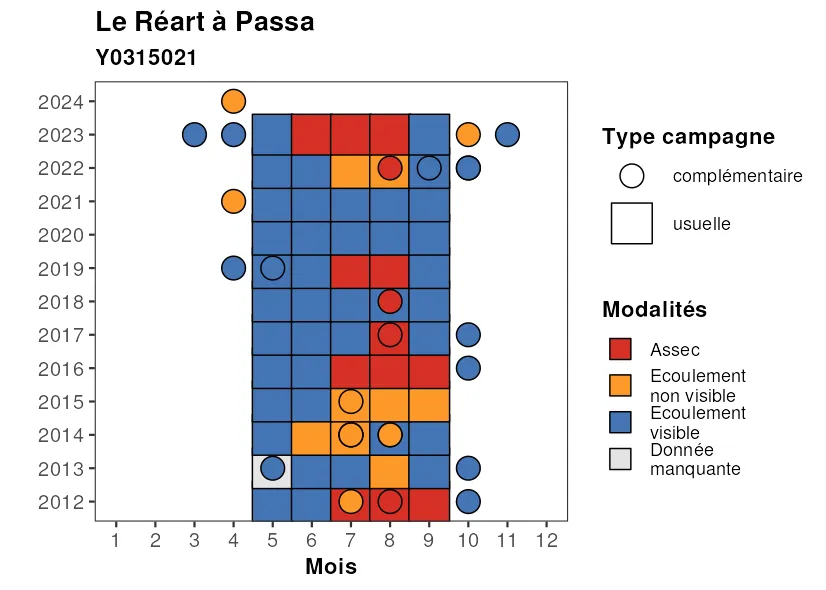 Le Réart à Passa
Y0315021
2024
2023
2022
2021
2020
2019
2018
2017
2016
2015
2014
2013
2012
1 2 3 4 5 6 7 8 9 10 11 12
Mois
Type campagne
complémentaire
usuelle
Modalités
Assec
Ecoulement
non visible
Ecoulement
visible
Donnée
manquante